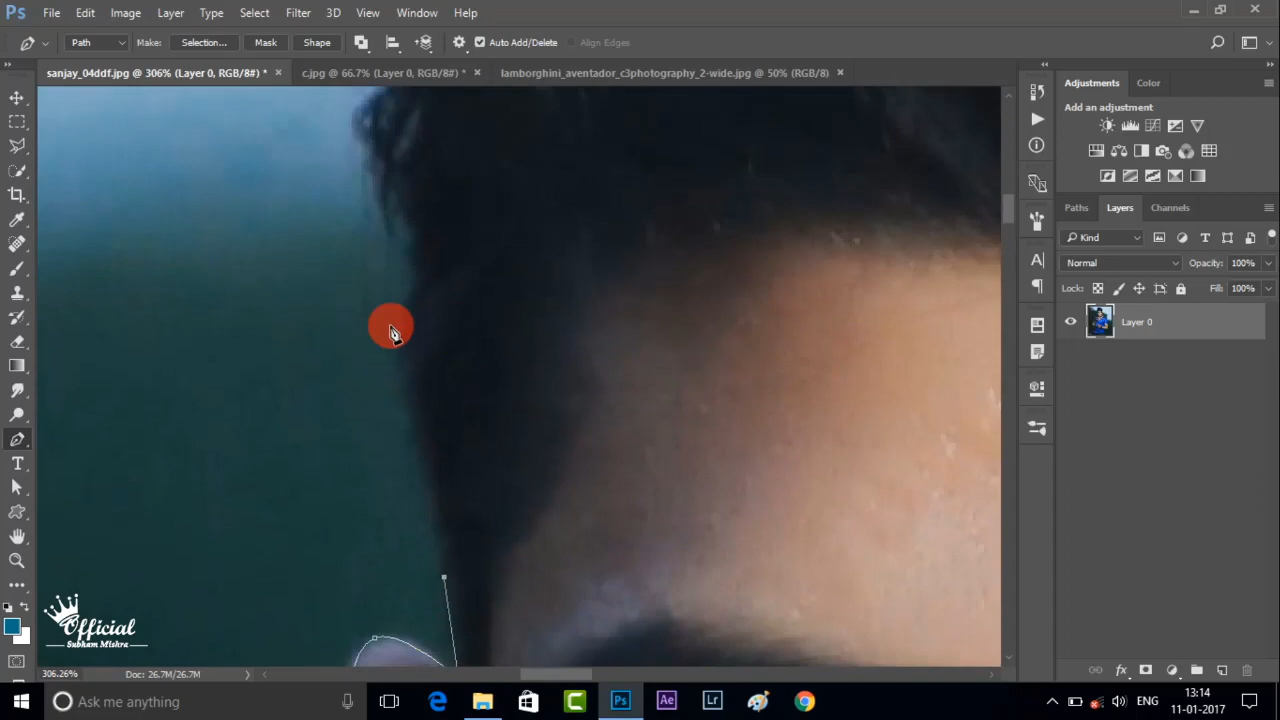 Ps File Edit Image Layer Type Select Filter 3D View Window Help
Path Make: Selection... Mask Shape Auto Add/Delete Align Edges
sanjay_04ddf.jpg @ 306% (Layer 0, RGB/8#) * × c.jpg @ 66.7% (Layer 0, RGB/8#) * × lamborghini_aventador_c3photography_2-wide.jpg @ 50% (RGB/8) ×
Adjustments Color
Add an adjustment
Paths Layers Channels
Kind
Normal Opacity: 100%
Lock: Fill: 100%
Layer 0
Official
Subham Mishra
306.26% Doc: 26.7M/26.7M
Ask me anything
Ps Ae Lr
ENG
13:14
11-01-2017